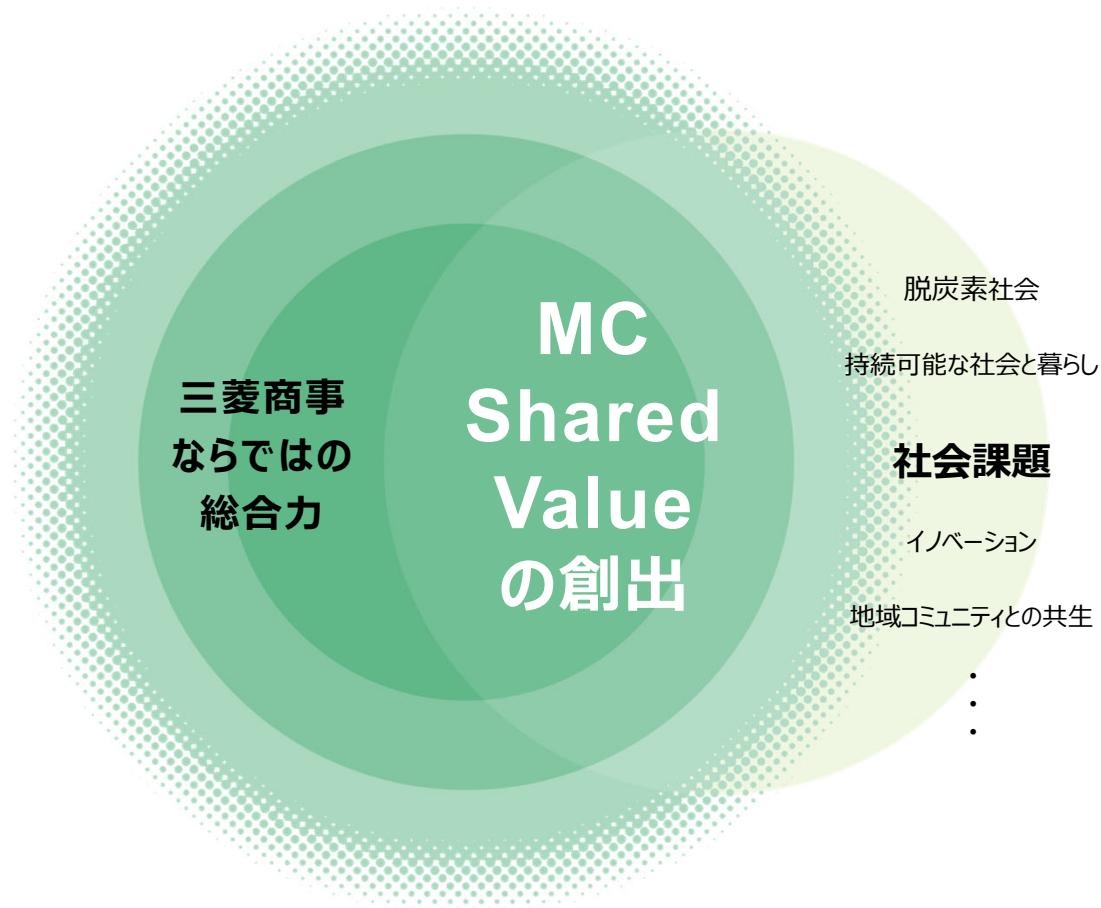 三菱商事
ならではの
総合力
MC
Shared
Value
の創出
脱炭素社会
持続可能な社会と暮らし
社会課題
イノベーション
地域コミュニティとの共生
・
・
・